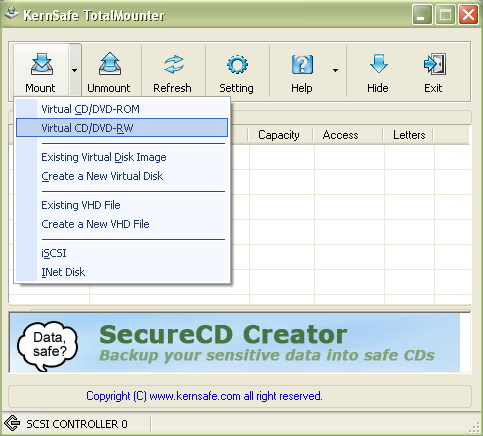 KernSafe TotalMounter
Mount Unmount Refresh Setting Help Hide Exit
Virtual CD/DVD-ROM
Virtual CD/DVD-RW
Existing Virtual Disk Image
Create a New Virtual Disk
Existing VHD File
Create a New VHD File
iSCSI
INet Disk
Capacity Access Letters
Data, safe?
SecureCD Creator
Backup your sensitive data into safe CDs
Copyright (C) www.kernsafe.com all right reserved.
SCSI CONTROLLER 0